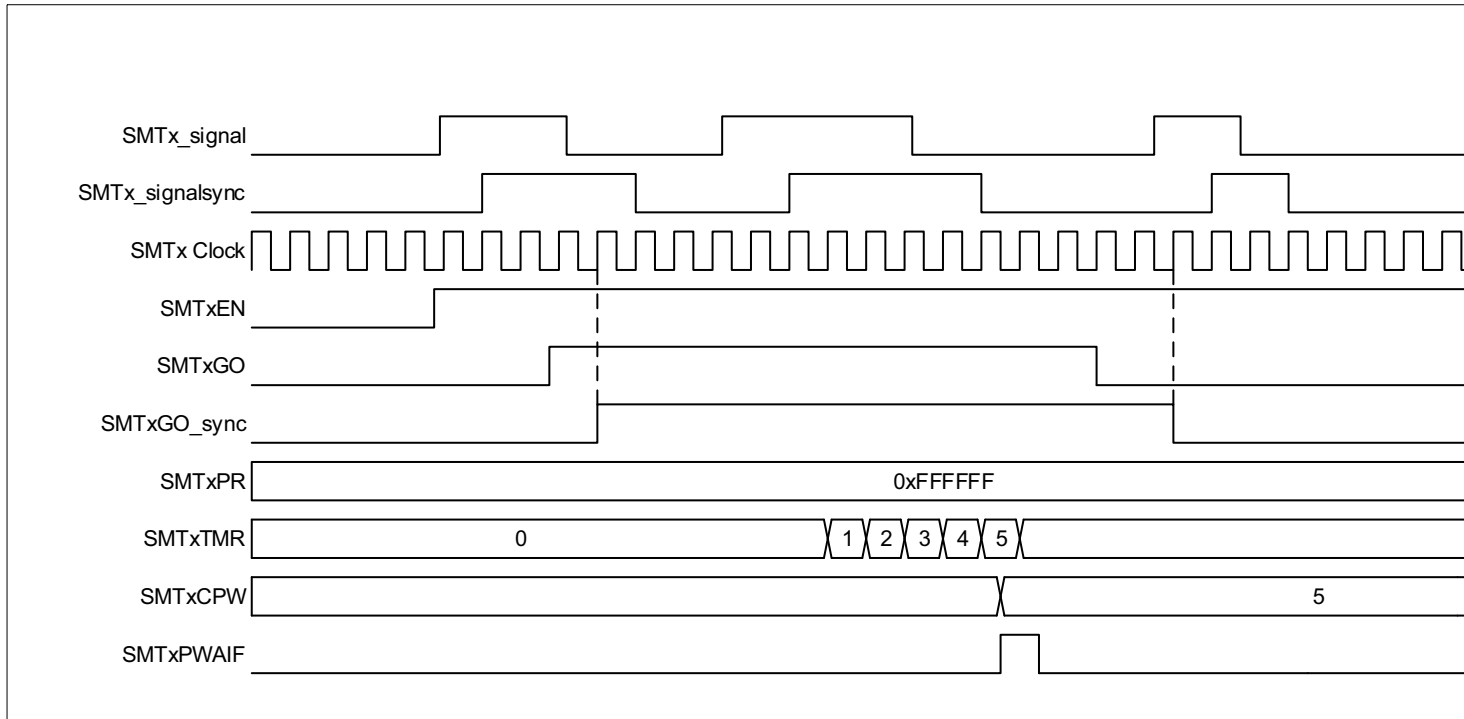 SMTx_signal
SMTx_signalsync
SMTx Clock
SMTxEN
SMTxGO
SMTxGO_sync
SMTxPR 0xFFFFFF
SMTxTMR 0 1 2 3 4 5
SMTxCPW 5
SMTxPWAIF